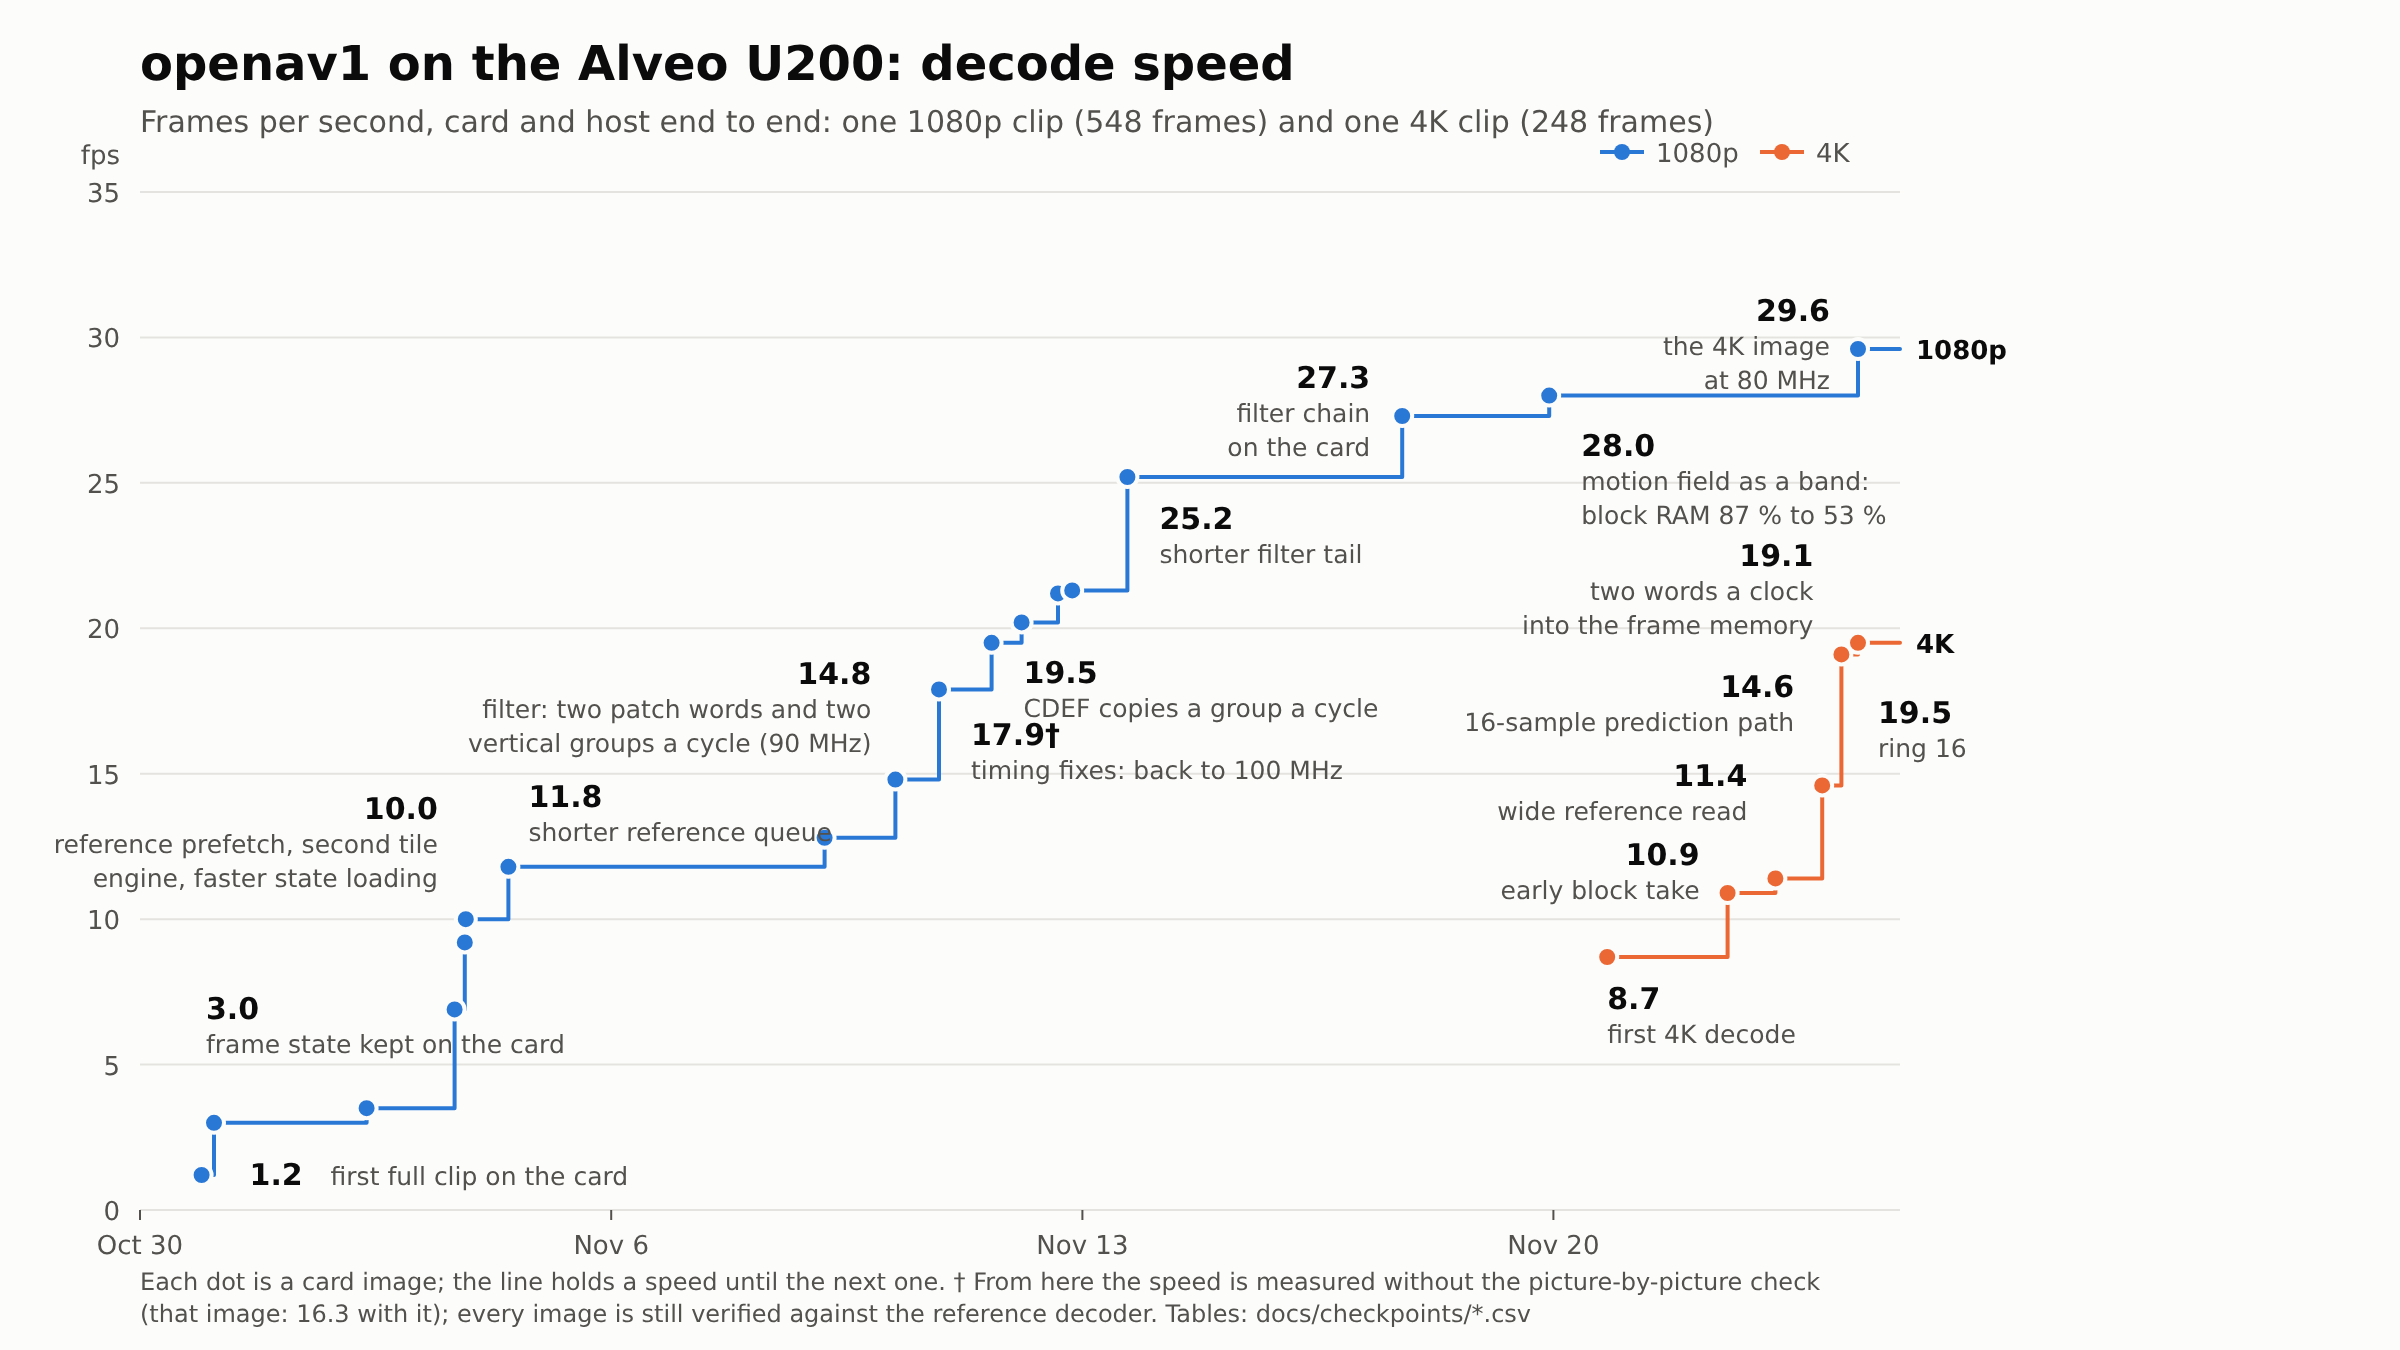 openav1 on the Alveo U200: decode speed
Frames per second, card and host end to end: one 1080p clip (548 frames) and one 4K clip (248 frames)
fps
1080p
4K
35
30
25
20
15
10
5
0
29.6
the 4K image
at 80 MHz
1080p
27.3
filter chain
on the card
28.0
motion field as a band:
block RAM 87 % to 53 %
25.2
shorter filter tail
19.1
two words a clock
into the frame memory
4K
14.8
filter: two patch words and two
vertical groups a cycle (90 MHz)
19.5
CDEF copies a group a cycle
17.9†
timing fixes: back to 100 MHz
14.6
16-sample prediction path
19.5
ring 16
11.4
wide reference read
10.0
reference prefetch, second tile
engine, faster state loading
11.8
shorter reference queue
10.9
early block take
3.0
frame state kept on the card
8.7
first 4K decode
1.2 first full clip on the card
Oct 30
Nov 6
Nov 13
Nov 20
Each dot is a card image; the line holds a speed until the next one. † From here the speed is measured without the picture-by-picture check
(that image: 16.3 with it); every image is still verified against the reference decoder. Tables: docs/checkpoints/*.csv